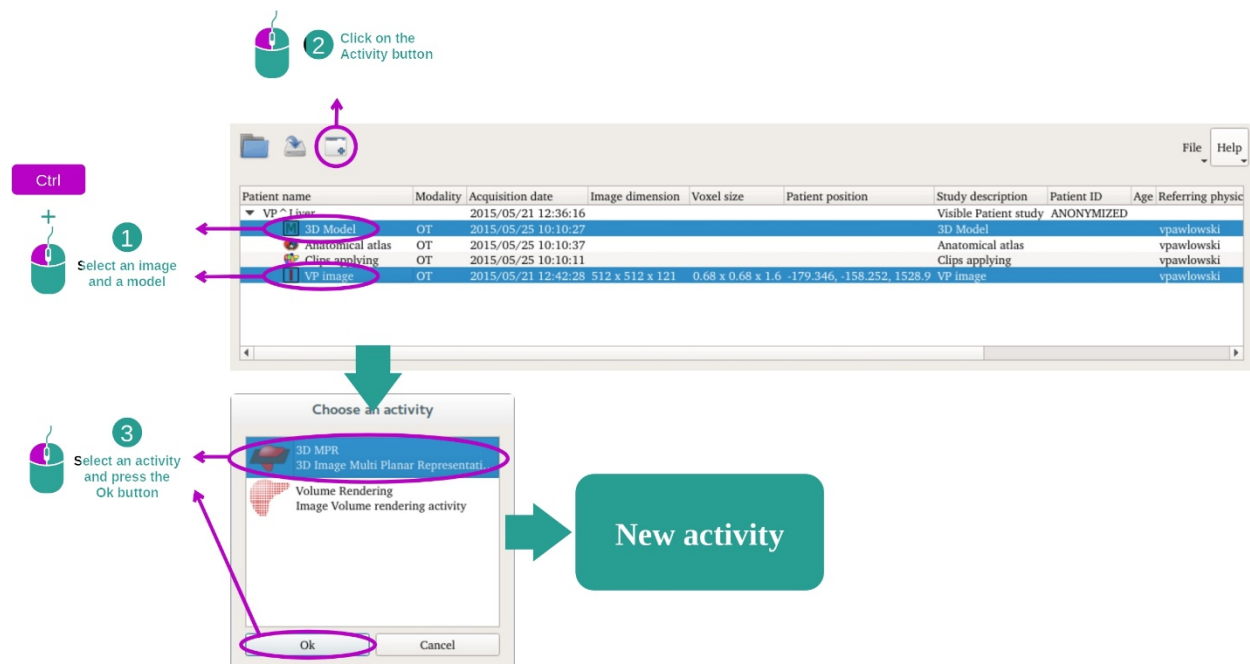 2
Click on the
Activity button
File Help
Ctrl
+
1
Select an image
and a model
Patient name Modality Acquisition date Image dimension Voxel size Patient position Study description Patient ID Age Referring physic
VP^Liver 2015/05/21 12:36:16 Visible Patient study ANONYMIZED
M 3D Model OT 2015/05/25 10:10:27 3D Model vpawlowski
Anatomical atlas OT 2015/05/25 10:10:37 Anatomical atlas vpawlowski
Clips applying OT 2015/05/25 10:10:11 Clips applying vpawlowski
I VP image OT 2015/05/21 12:42:28 512 x 512 x 121 0.68 x 0.68 x 1.6 -179.346, -158.252, 1528.9 VP image vpawlowski
3
Select an activity
and press the
Ok button
Choose an activity
3D MPR
3D Image Multi Planar Representati..
Volume Rendering
Image Volume rendering activity
Ok Cancel
New activity